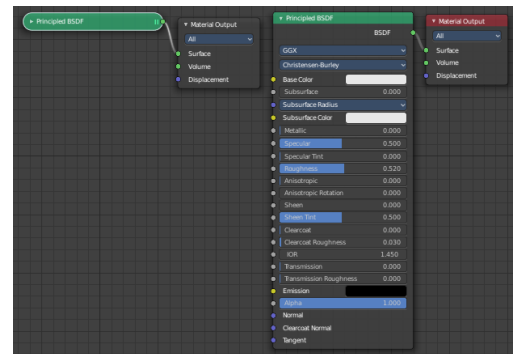 Principled BSDF
Material Output
All
Surface
Volume
Displacement
Principled BSDF
BSDF
GGX
Christensen-Burley
Base Color
Subsurface 0.000
Subsurface Radius
Subsurface Color
Metallic 0.000
Specular 0.500
Specular Tint 0.000
Roughness 0.520
Anisotropic 0.000
Anisotropic Rotation 0.000
Sheen 0.000
Sheen Tint 0.500
Clearcoat 0.000
Clearcoat Roughness 0.030
IOR 1.450
Transmission 0.000
Transmission Roughness 0.000
Emission
Alpha 1.000
Normal
Clearcoat Normal
Tangent
Material Output
All
Surface
Volume
Displacement